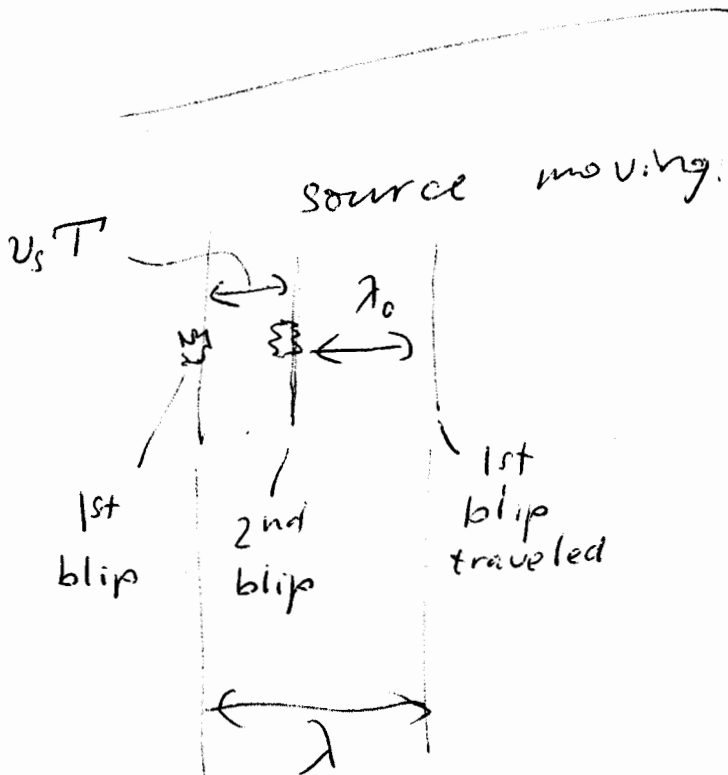 source moving.
v_s T
λ_0
1st
blip
2nd
blip
1st
blip
traveled
λ